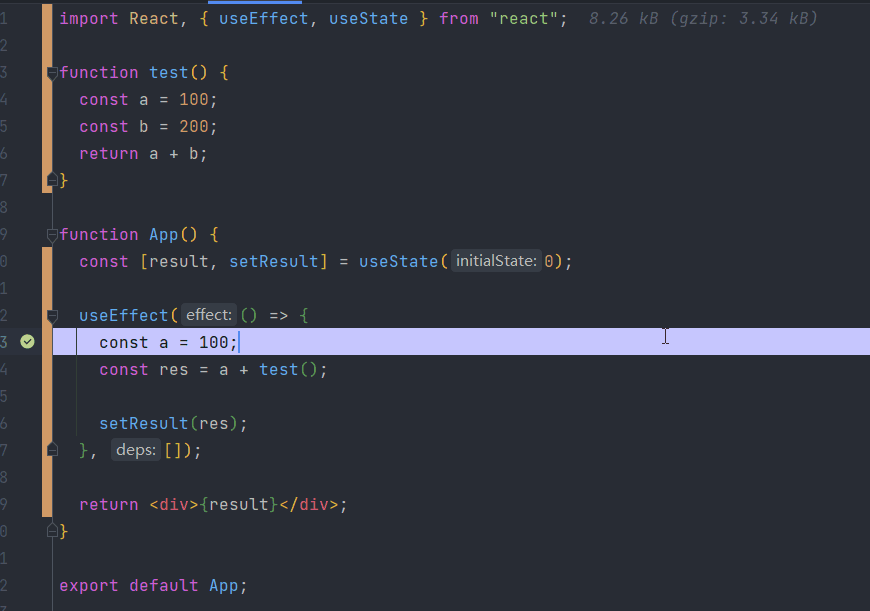 1 import React, { useEffect, useState } from "react"; 8.26 kB (gzip: 3.34 kB)
2
3 function test() {
4   const a = 100;
5   const b = 200;
6   return a + b;
7 }
8
9 function App() {
0   const [result, setResult] = useState( initialState: 0);
1
2   useEffect( effect: () => {
3     const a = 100;
4     const res = a + test();
5
6     setResult(res);
7   }, deps: []);
8
9   return <div>{result}</div>;
0 }
1
2 export default App;